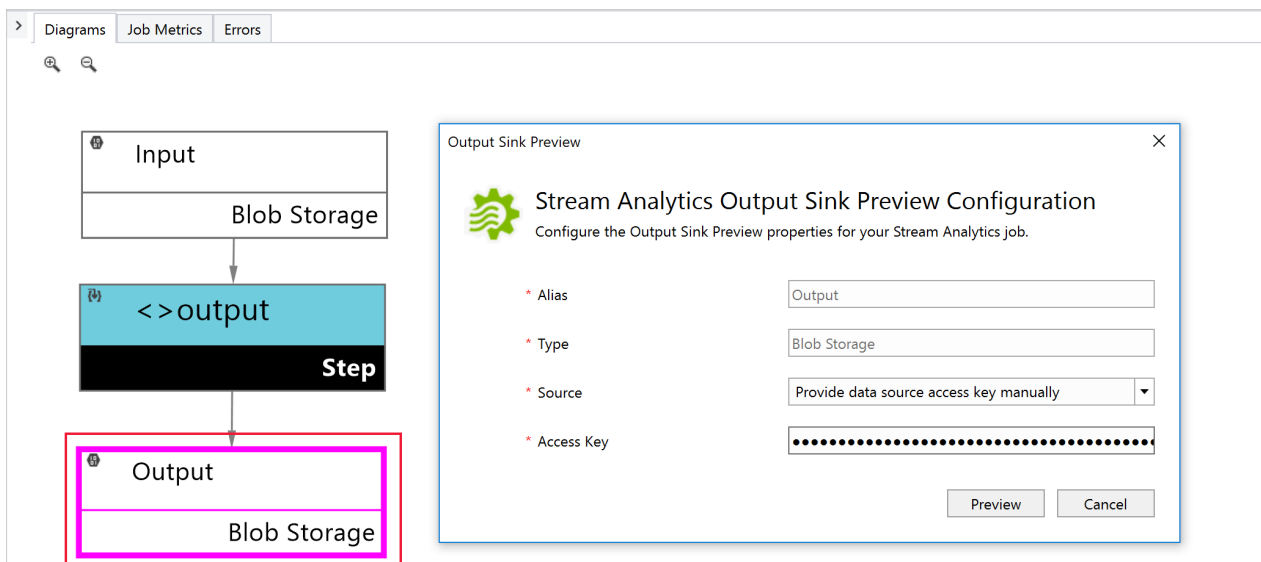 Diagrams Job Metrics Errors
Input
Blob Storage
<>output
Step
Output
Blob Storage
Output Sink Preview
Stream Analytics Output Sink Preview Configuration
Configure the Output Sink Preview properties for your Stream Analytics job.
* Alias Output
* Type Blob Storage
* Source Provide data source access key manually
* Access Key ●●●●●●●●●●●●●●●●●●●●●●●●●●●●●●●●●●●●●●●●
Preview Cancel